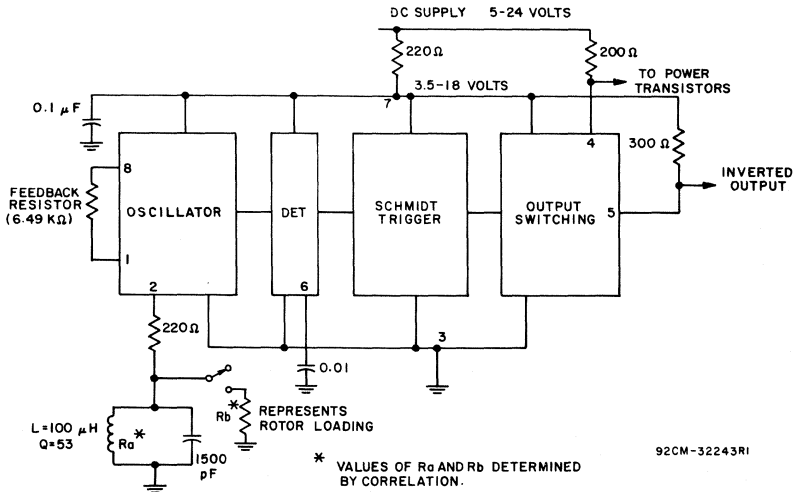 DC SUPPLY 5-24 VOLTS
220Ω
200Ω
TO POWER
TRANSISTORS
3.5-18 VOLTS
7
0.1 µF
4
300Ω
8
FEEDBACK
RESISTOR
(6.49 KΩ)
OSCILLATOR
DET
SCHMIDT
TRIGGER
OUTPUT
SWITCHING
5
INVERTED
OUTPUT
1
2
6
3
220Ω
0.01
L=100 µH
Q=53
Ra*
1500
pF
Rb*
REPRESENTS
ROTOR LOADING
* VALUES OF Ra AND Rb DETERMINED
BY CORRELATION.
92CM-32243RI